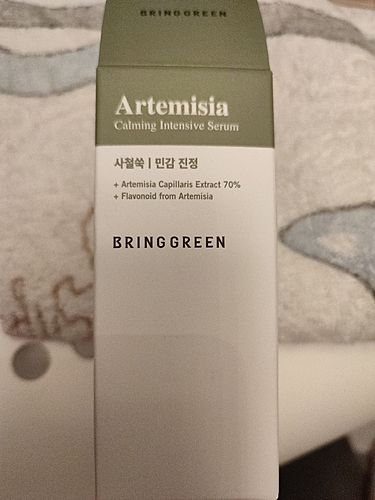 BRINGGREEN
Artemisia
Calming Intensive Serum
사철쑥 | 민감 진정
+ Artemisia Capillaris Extract 70%
+ Flavonoid from Artemisia
BRINGGREEN